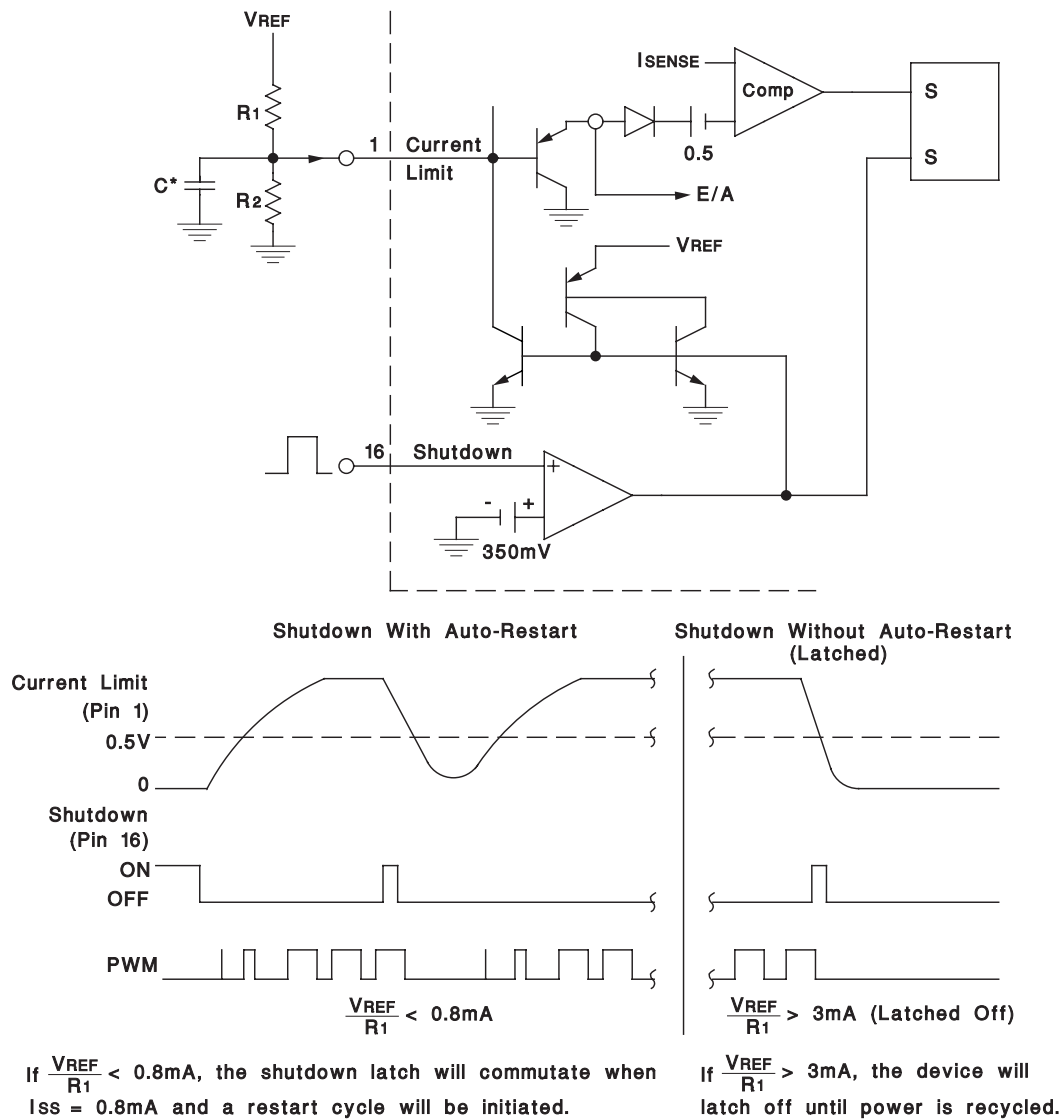 VREF
R1
C*
R2
1 Current
Limit
ISENSE
Comp
S
0.5
S
E/A
VREF
16 Shutdown
+
- +
350mV
Shutdown With Auto-Restart
Shutdown Without Auto-Restart
(Latched)
Current Limit
(Pin 1)
0.5V
0
Shutdown
(Pin 16)
ON
OFF
PWM
VREF
R1
< 0.8mA
VREF
R1
> 3mA (Latched Off)
If VREF/R1 < 0.8mA, the shutdown latch will commutate when
ISS = 0.8mA and a restart cycle will be initiated.
If VREF/R1 > 3mA, the device will
latch off until power is recycled.